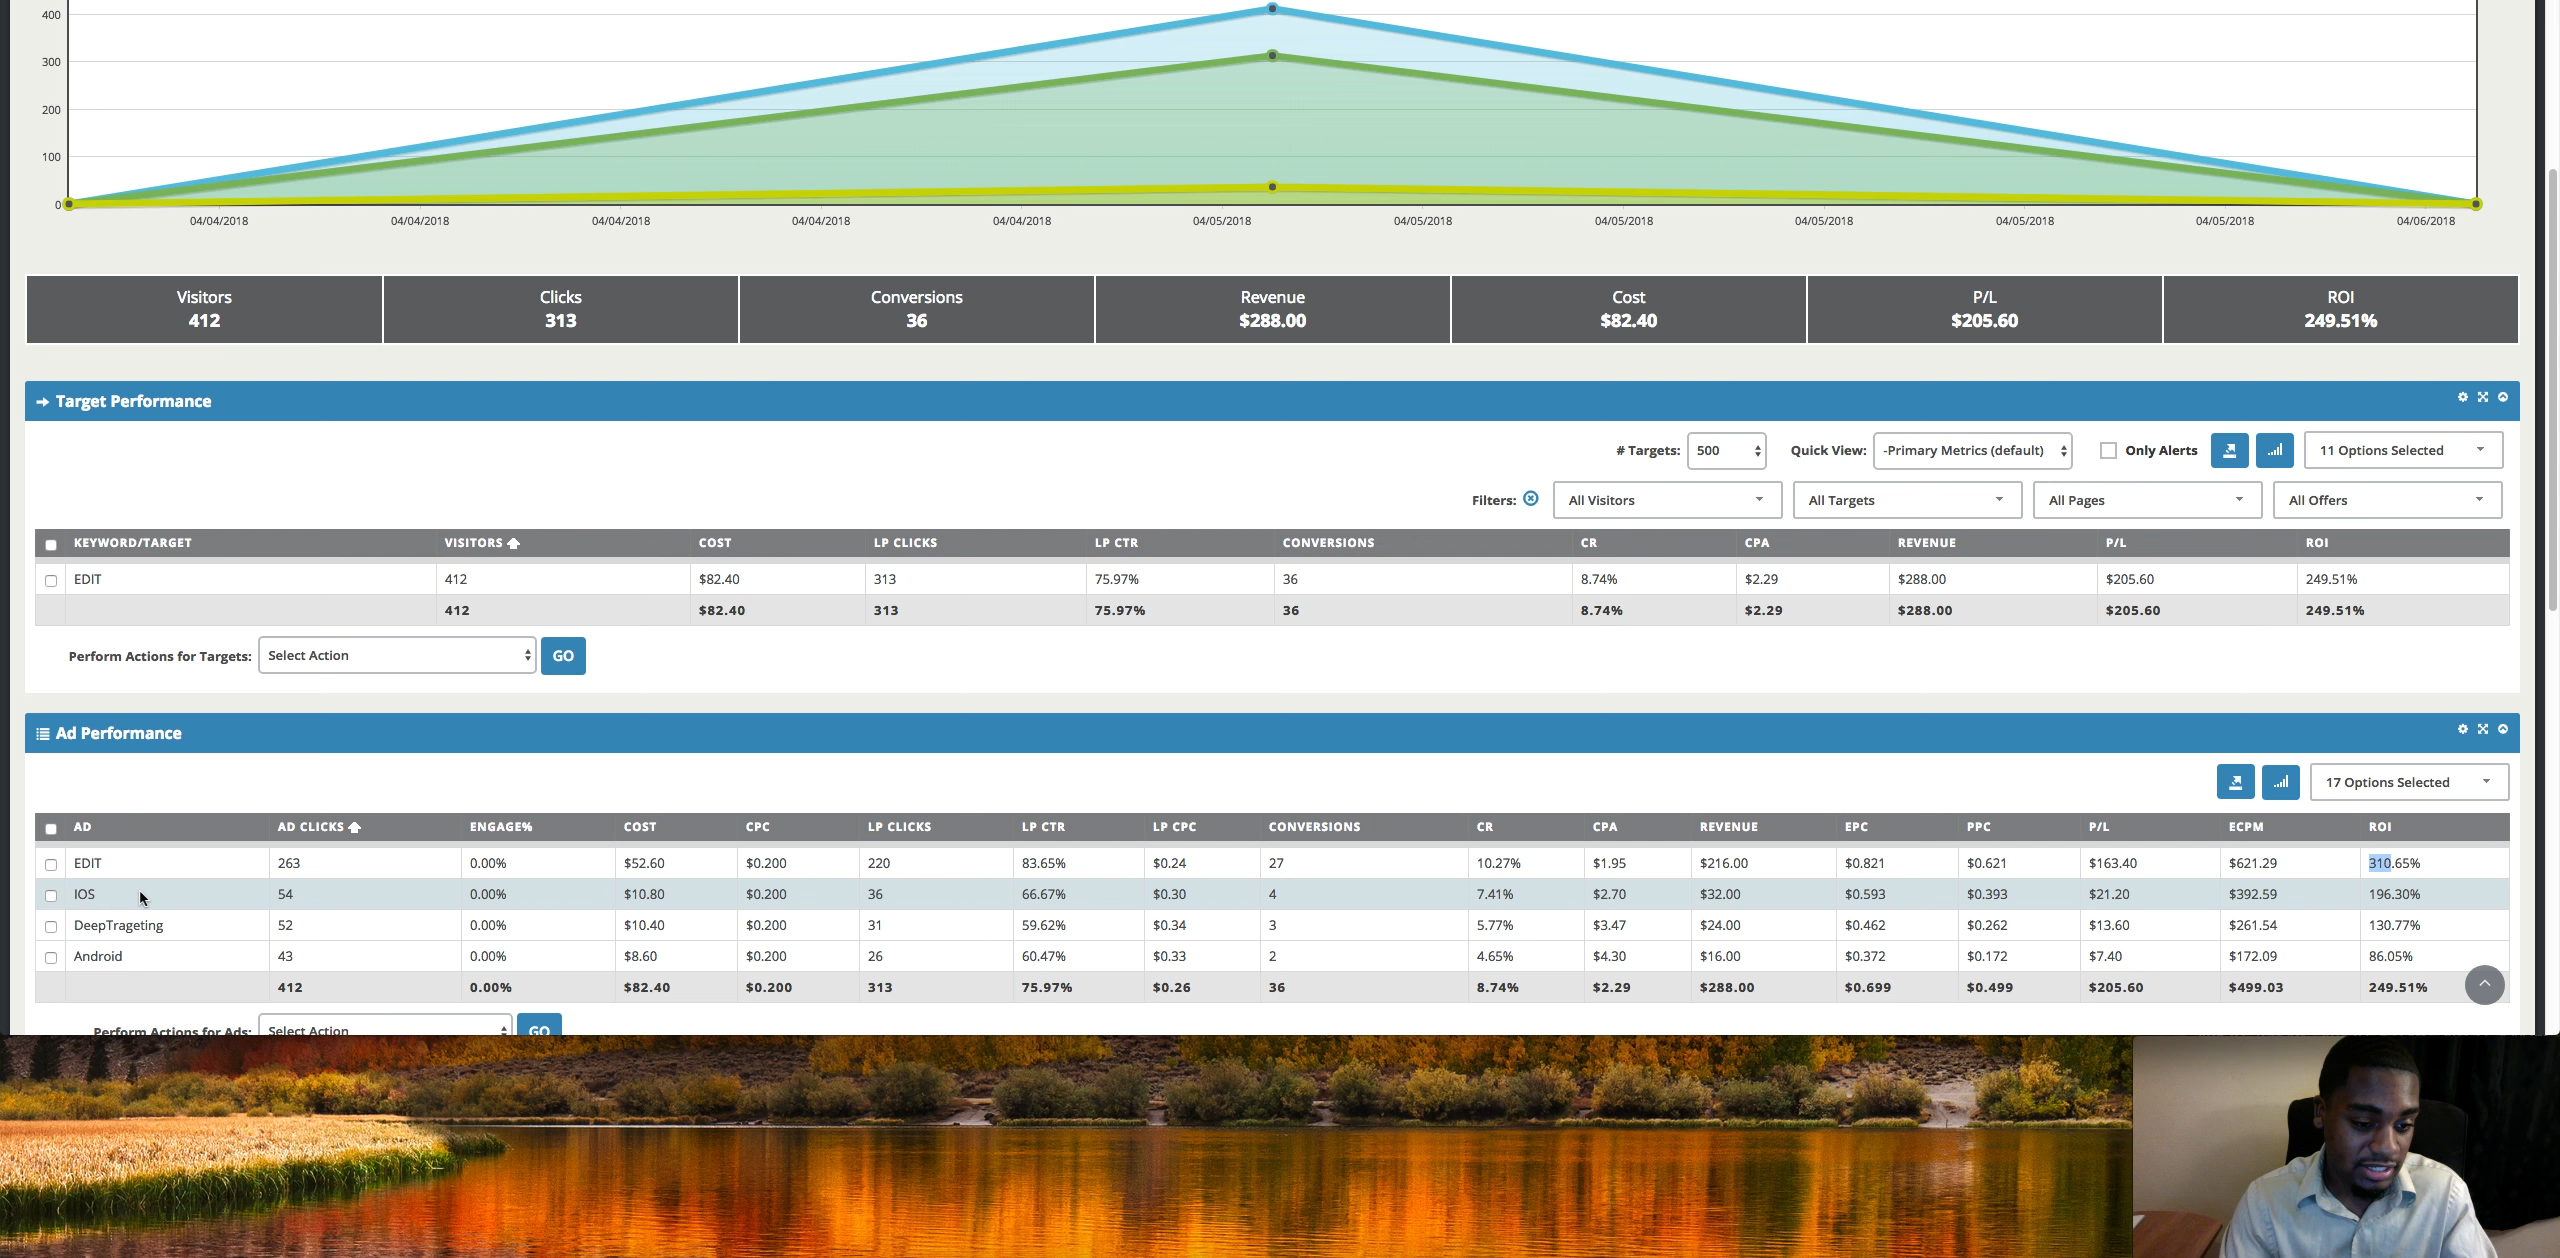 400
300
200
100
0
04/04/2018 04/04/2018 04/04/2018 04/04/2018 04/04/2018 04/05/2018 04/05/2018 04/05/2018 04/05/2018 04/05/2018 04/05/2018 04/06/2018
Visitors Clicks Conversions Revenue Cost P/L ROI
412 313 36 $288.00 $82.40 $205.60 249.51%
Target Performance
# Targets: 500 Quick View: -Primary Metrics (default) Only Alerts 11 Options Selected
Filters: All Visitors All Targets All Pages All Offers
KEYWORD/TARGET VISITORS COST LP CLICKS LP CTR CONVERSIONS CR CPA REVENUE P/L ROI
EDIT 412 $82.40 313 75.97% 36 8.74% $2.29 $288.00 $205.60 249.51%
412 $82.40 313 75.97% 36 8.74% $2.29 $288.00 $205.60 249.51%
Perform Actions for Targets: Select Action GO
Ad Performance
17 Options Selected
AD AD CLICKS ENGAGE% COST CPC LP CLICKS LP CTR LP CPC CONVERSIONS CR CPA REVENUE EPC PPC P/L ECPM ROI
EDIT 263 0.00% $52.60 $0.200 220 83.65% $0.24 27 10.27% $1.95 $216.00 $0.821 $0.621 $163.40 $621.29 310.65%
IOS 54 0.00% $10.80 $0.200 36 66.67% $0.30 4 7.41% $2.70 $32.00 $0.593 $0.393 $21.20 $392.59 196.30%
DeepTrageting 52 0.00% $10.40 $0.200 31 59.62% $0.34 3 5.77% $3.47 $24.00 $0.462 $0.262 $13.60 $261.54 130.77%
Android 43 0.00% $8.60 $0.200 26 60.47% $0.33 2 4.65% $4.30 $16.00 $0.372 $0.172 $7.40 $172.09 86.05%
412 0.00% $82.40 $0.200 313 75.97% $0.26 36 8.74% $2.29 $288.00 $0.699 $0.499 $205.60 $499.03 249.51%
Perform Actions for Ads: Select Action GO